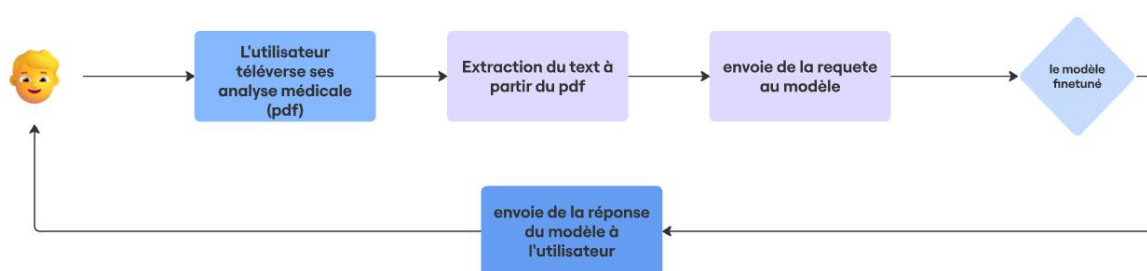 L'utilisateur
téléverse ses
analyse médicale
(pdf)
Extraction du text à
partir du pdf
envoie de la requete
au modèle
le modèle
finetuné
envoie de la réponse
du modèle à
l'utilisateur